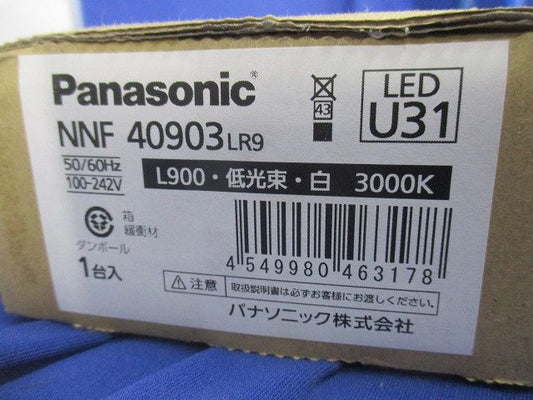 Panasonic®
NNF 40903LR9
50/60Hz
100-242V
L900・低光束・白 3000K
43
LED
U31
箱
緩衝材
ダンボール
1台入
4 549980 463178
注意 取扱説明書は必ずお客様にお渡しください。
パナソニック株式会社